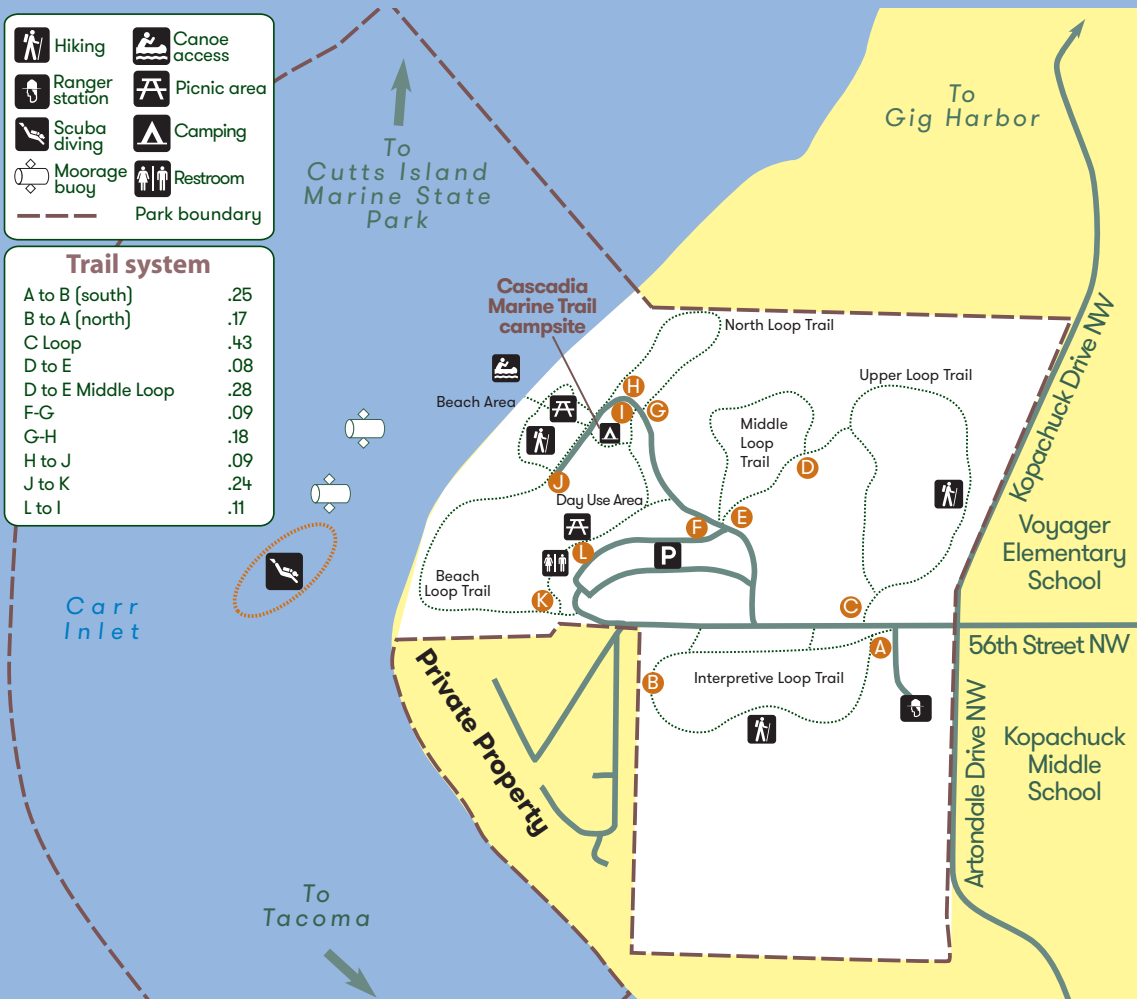 Hiking
Canoe
access
Ranger
station
Picnic area
Scuba
diving
Camping
Moorage
buoy
Restroom
Park boundary
Trail system
A to B (south) .25
B to A (north) .17
C Loop .43
D to E .08
D to E Middle Loop .28
F-G .09
G-H .18
H to J .09
J to K .24
L to I .11
To
Cutts Island
Marine State
Park
To
Gig Harbor
Cascadia
Marine Trail
campsite
North Loop Trail
Upper Loop Trail
Kopachuck Drive NW
Beach Area
H
I
G
Middle
Loop
Trail
D
J
Day Use Area
F
E
L
P
Voyager
Elementary
School
Beach
Loop Trail
K
C
Carr
Inlet
A
56th Street NW
B
Interpretive Loop Trail
Private Property
Artondale Drive NW
Kopachuck
Middle
School
To
Tacoma